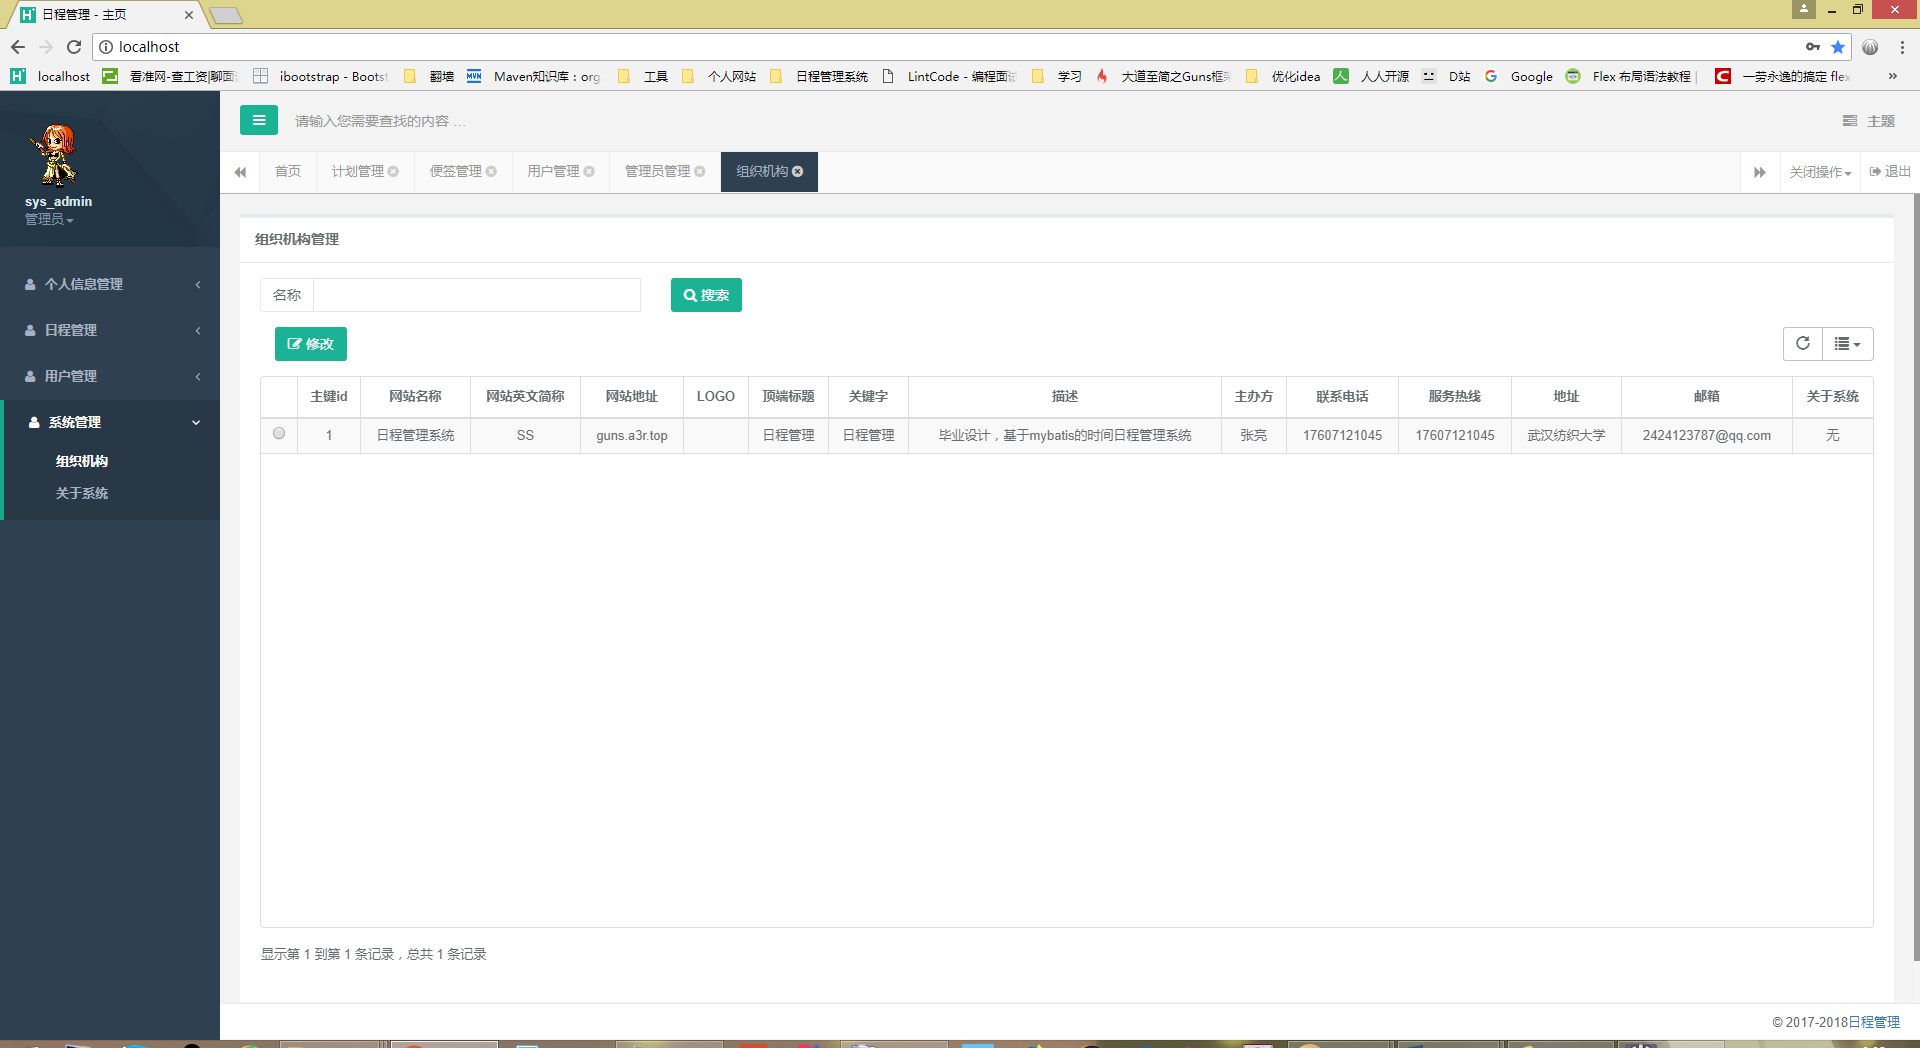 日程管理 - 主页
localhost
localhost 看准网-查工资|聊面 ibootstrap - Bootst 翻墙 Maven知识库：org 工具 个人网站 日程管理系统 LintCode - 编程面试 学习 大道至简之Guns框架 优化idea 人人开源 D站 Google Flex 布局语法教程 | 一劳永逸的搞定 flex »
请输入您需要查找的内容 …
主题
首页 计划管理 便签管理 用户管理 管理员管理 组织机构 关闭操作 退出
sys_admin
管理员
个人信息管理
日程管理
用户管理
系统管理
组织机构
关于系统
组织机构管理
名称 搜索
修改
主键id 网站名称 网站英文简称 网站地址 LOGO 顶端标题 关键字 描述 主办方 联系电话 服务热线 地址 邮箱 关于系统
1 日程管理系统 SS guns.a3r.top 日程管理 日程管理 毕业设计，基于mybatis的时间日程管理系统 张亮 17607121045 17607121045 武汉纺织大学 2424123787@qq.com 无
显示第 1 到第 1 条记录，总共 1 条记录
© 2017-2018日程管理